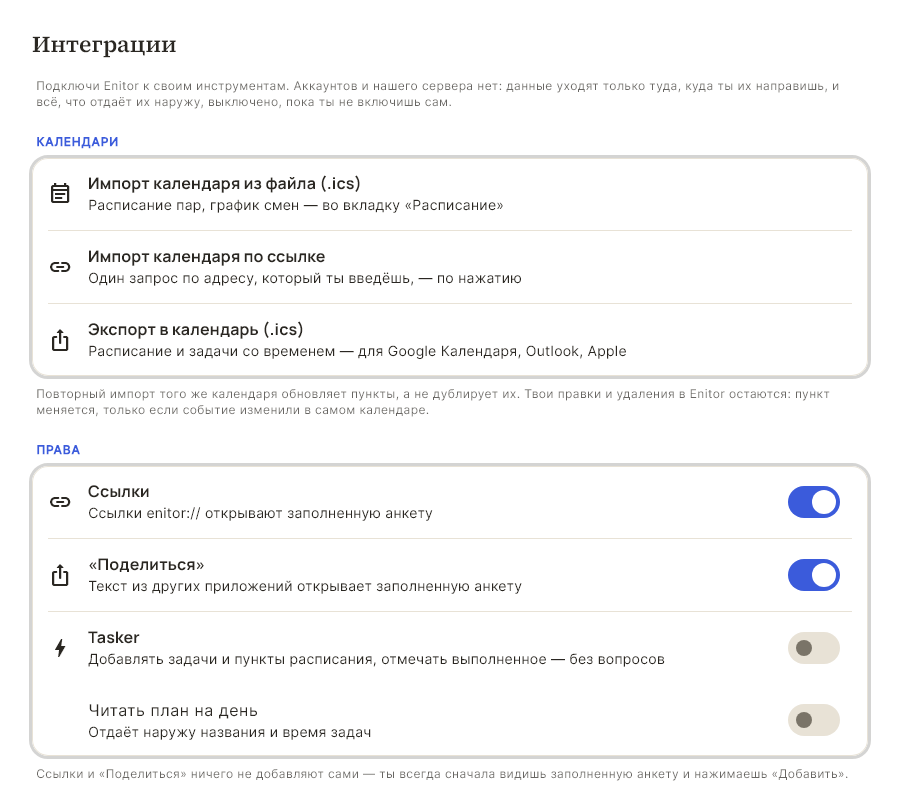 Интеграции
Подключи Enitor к своим инструментам. Аккаунтов и нашего сервера нет: данные уходят только туда, куда ты их направишь, и
всё, что отдаёт их наружу, выключено, пока ты не включишь сам.
КАЛЕНДАРИ
Импорт календаря из файла (.ics)
Расписание пар, график смен — во вкладку «Расписание»
Импорт календаря по ссылке
Один запрос по адресу, который ты введёшь, — по нажатию
Экспорт в календарь (.ics)
Расписание и задачи со временем — для Google Календаря, Outlook, Apple
Повторный импорт того же календаря обновляет пункты, а не дублирует их. Твои правки и удаления в Enitor остаются: пункт
меняется, только если событие изменили в самом календаре.
ПРАВА
Ссылки
Ссылки enitor:// открывают заполненную анкету
«Поделиться»
Текст из других приложений открывает заполненную анкету
Tasker
Добавлять задачи и пункты расписания, отмечать выполненное — без вопросов
Читать план на день
Отдаёт наружу названия и время задач
Ссылки и «Поделиться» ничего не добавляют сами — ты всегда сначала видишь заполненную анкету и нажимаешь «Добавить».